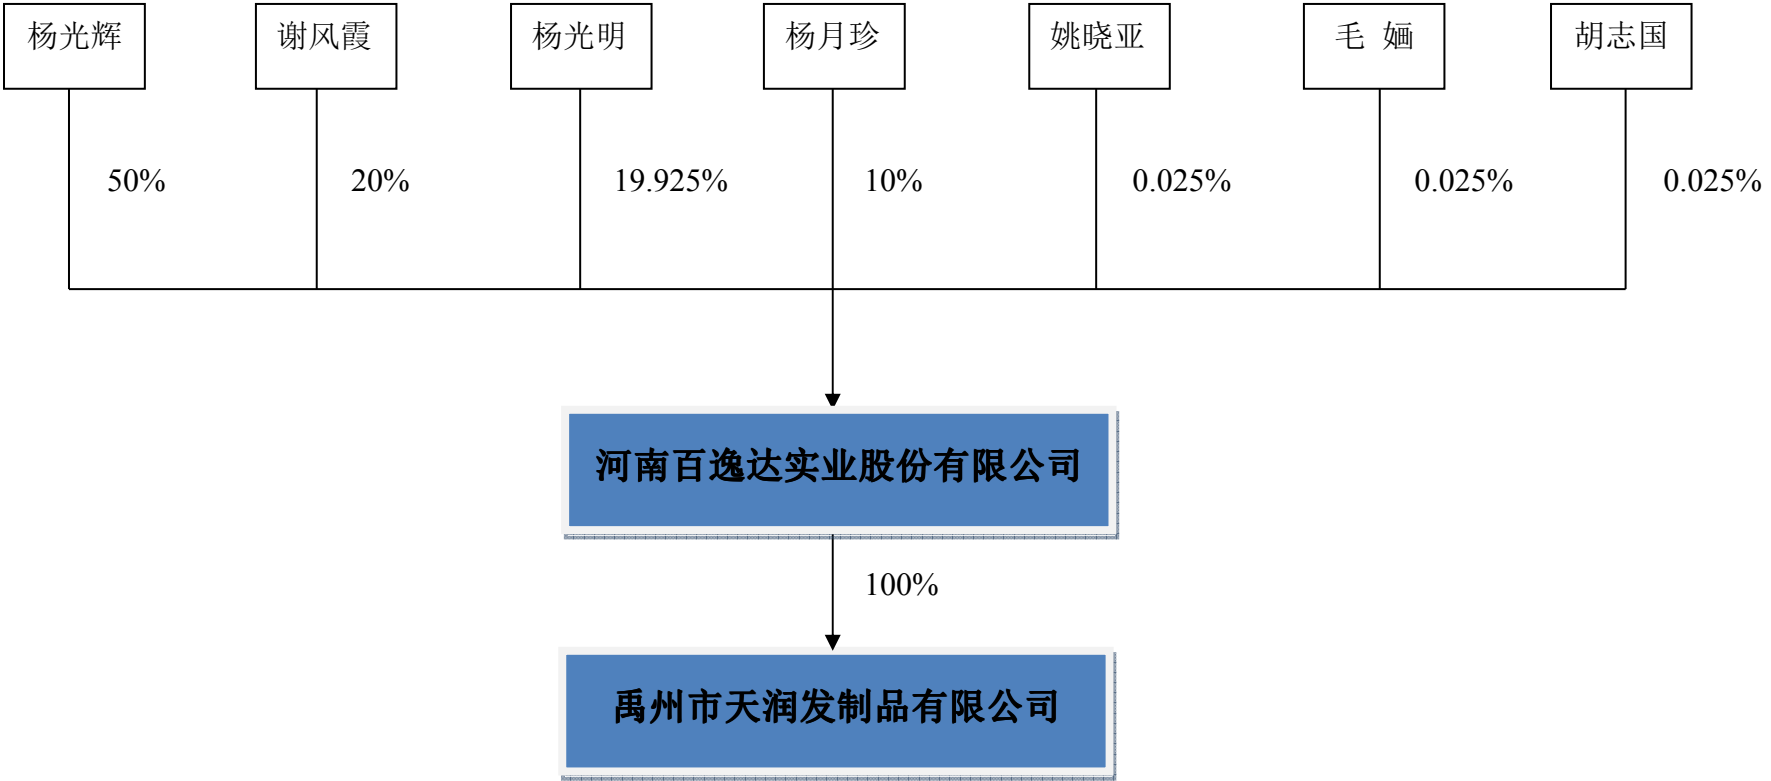 杨光辉 谢风霞 杨光明 杨月珍 姚晓亚 毛 婳 胡志国
50% 20% 19.925% 10% 0.025% 0.025% 0.025%
河南百逸达实业股份有限公司
100%
禹州市天润发制品有限公司